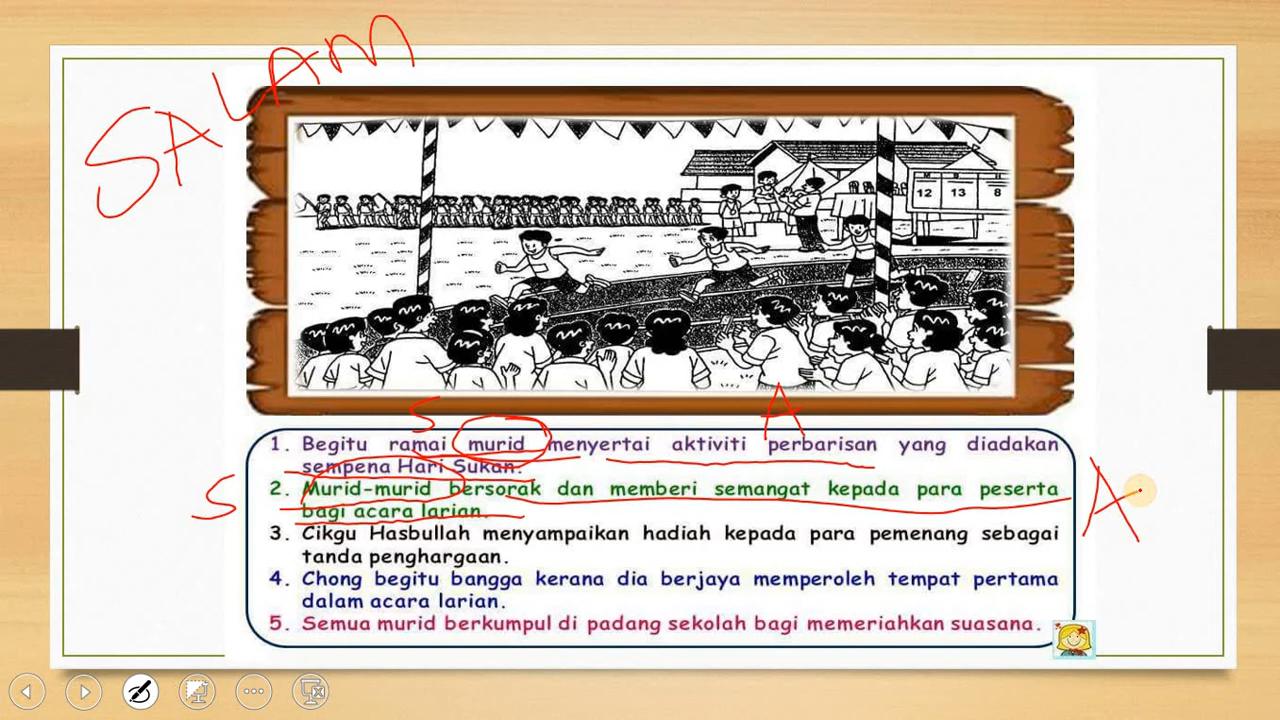 SALAM
M S H
12 13 8
S A
1. Begitu ramai murid menyertai aktiviti perbarisan yang diadakan
sempena Hari Sukan.
S A
2. Murid-murid bersorak dan memberi semangat kepada para peserta
bagi acara larian.
3. Cikgu Hasbullah menyampaikan hadiah kepada para pemenang sebagai
tanda penghargaan.
4. Chong begitu bangga kerana dia berjaya memperoleh tempat pertama
dalam acara larian.
5. Semua murid berkumpul di padang sekolah bagi memeriahkan suasana.